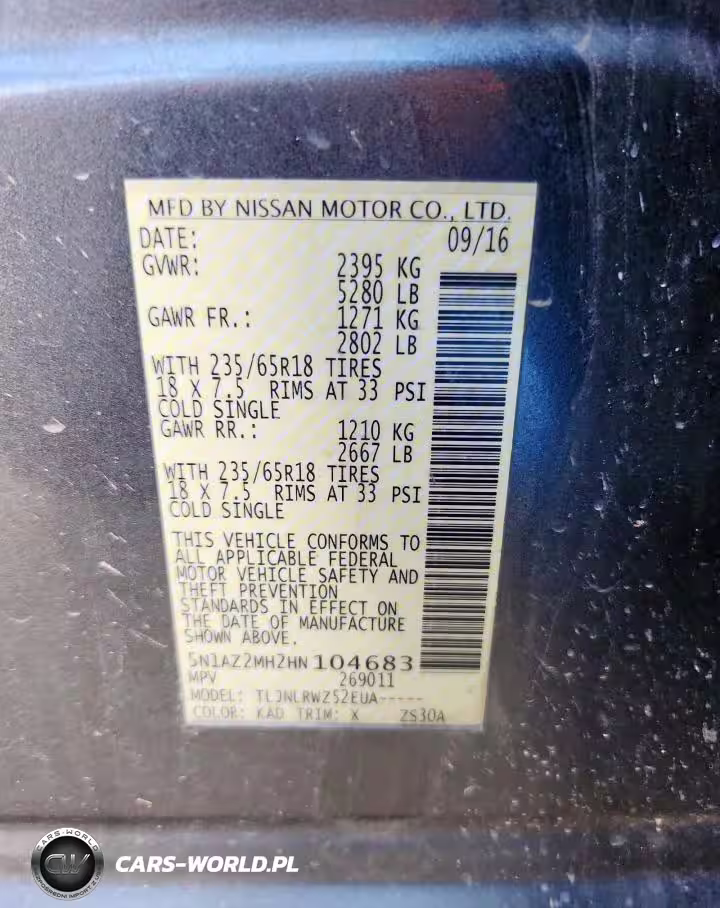 MFD BY NISSAN MOTOR CO., LTD.
DATE: 09/16
GVWR: 2395 KG
5280 LB
GAWR FR.: 1271 KG
2802 LB
WITH 235/65R18 TIRES
18 X 7.5 RIMS AT 33 PSI
COLD SINGLE
GAWR RR.: 1210 KG
2667 LB
WITH 235/65R18 TIRES
18 X 7.5 RIMS AT 33 PSI
COLD SINGLE
THIS VEHICLE CONFORMS TO
ALL APPLICABLE FEDERAL
MOTOR VEHICLE SAFETY AND
THEFT PREVENTION
STANDARDS IN EFFECT ON
THE DATE OF MANUFACTURE
SHOWN ABOVE.
5N1AZ2MH2HN104683
MPV 269011
MODEL: TLJNLRWZ52EUA-----
COLOR: KAD TRIM: X ZS30A
CARS-WORLD
CW
CARS-WORLD.PL